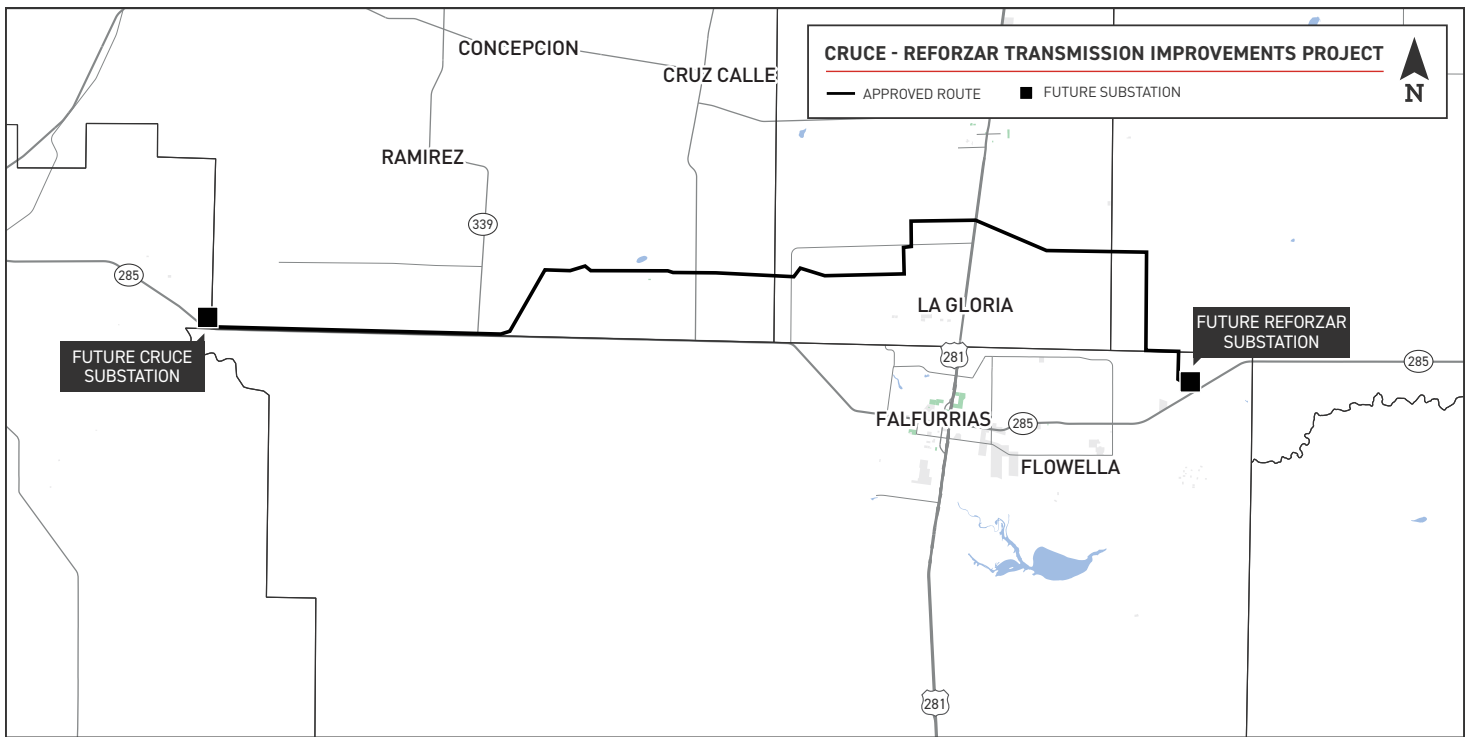 CONCEPCION
CRUZ CALLE
CRUCE - REFORZAR TRANSMISSION IMPROVEMENTS PROJECT
APPROVED ROUTE
FUTURE SUBSTATION
N
RAMIREZ
339
285
LA GLORIA
FUTURE CRUCE
SUBSTATION
281
FUTURE REFORZAR
SUBSTATION
285
FALFURRIAS
285
FLOWELLA
281